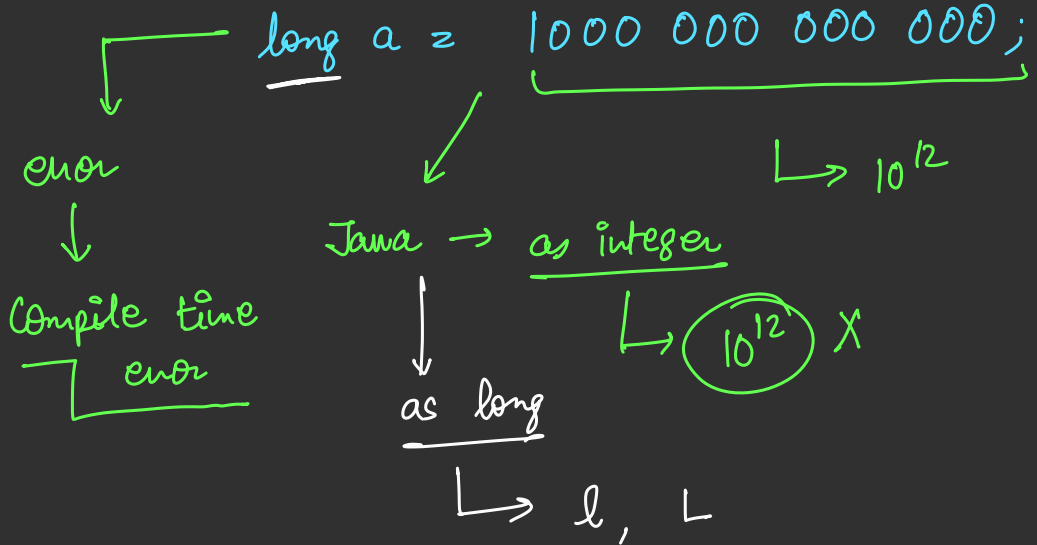 long a = 1000 000 000 000;
error
10^12
Java → as integer
Compile time
error
10^12 X
as long
l, L